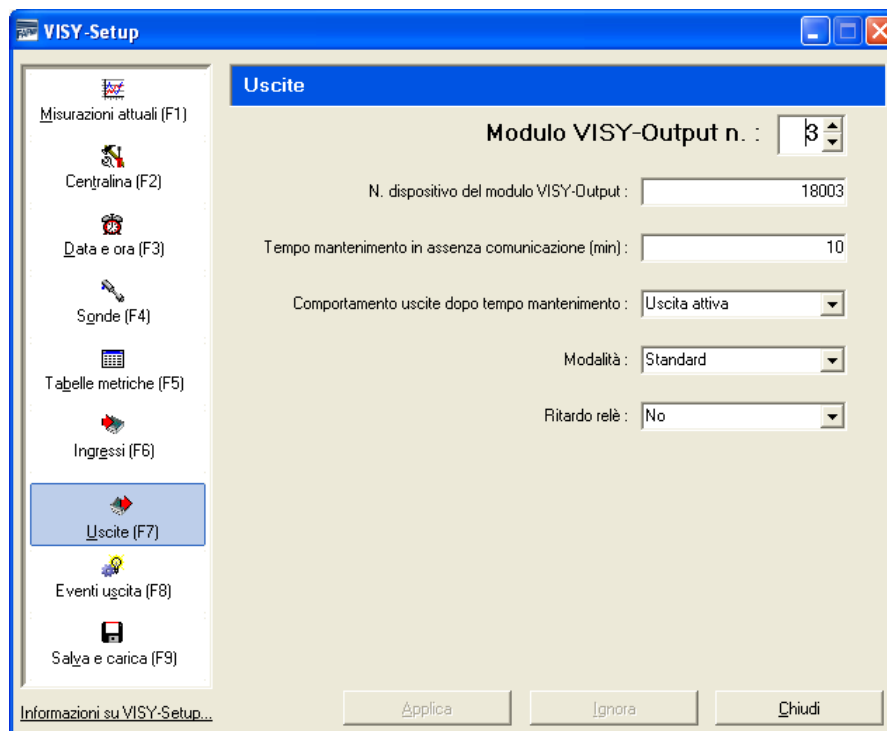 VISY-Setup
Misurazioni attuali (F1)
Centralina (F2)
Data e ora (F3)
Sonde (F4)
Tabelle metriche (F5)
Ingressi (F6)
Uscite (F7)
Eventi uscita (F8)
Salva e carica (F9)
Informazioni su VISY-Setup...
Uscite
Modulo VISY-Output n. : 3
N. dispositivo del modulo VISY-Output : 18003
Tempo mantenimento in assenza comunicazione (min) : 10
Comportamento uscite dopo tempo mantenimento : Uscita attiva
Modalità : Standard
Ritardo relè : No
Applica Ignora Chiudi